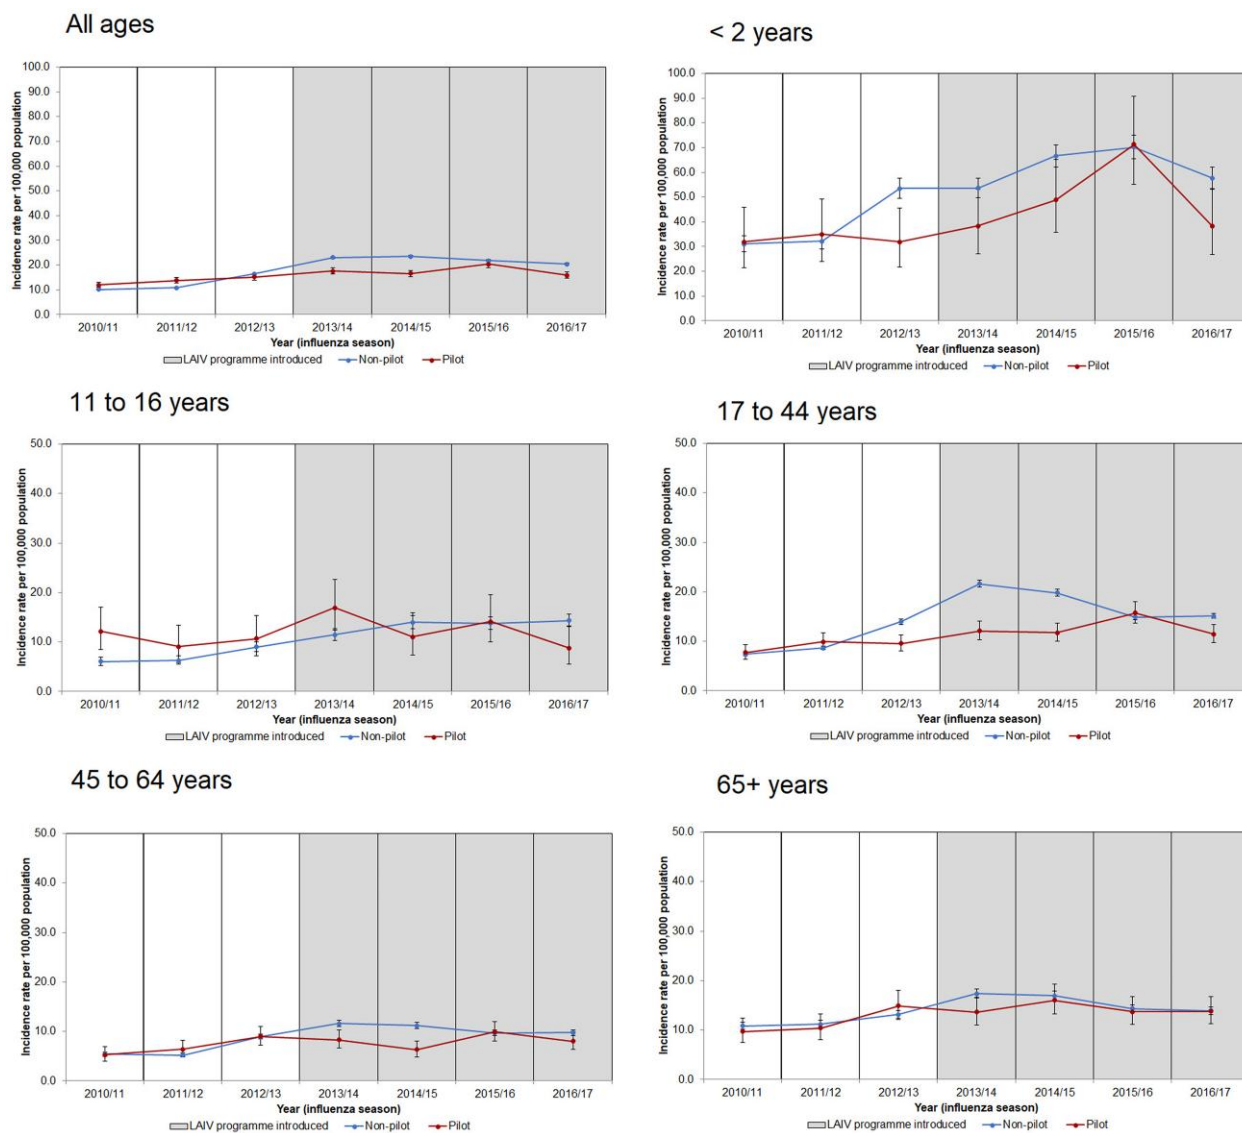 All ages
100.0
90.0
80.0
70.0
60.0
50.0
40.0
30.0
20.0
10.0
0.0
Incidence rate per 100,000 population
2010/11 2011/12 2012/13 2013/14 2014/15 2015/16 2016/17
Year (influenza season)
LAIV programme introduced Non-pilot Pilot
< 2 years
100.0
90.0
80.0
70.0
60.0
50.0
40.0
30.0
20.0
10.0
0.0
Incidence rate per 100,000 population
2010/11 2011/12 2012/13 2013/14 2014/15 2015/16 2016/17
Year (influenza season)
LAIV programme introduced Non-pilot Pilot
11 to 16 years
50.0
40.0
30.0
20.0
10.0
0.0
Incidence rate per 100,000 population
2010/11 2011/12 2012/13 2013/14 2014/15 2015/16 2016/17
Year (influenza season)
LAIV programme introduced Non-pilot Pilot
17 to 44 years
50.0
40.0
30.0
20.0
10.0
0.0
Incidence rate per 100,000 population
2010/11 2011/12 2012/13 2013/14 2014/15 2015/16 2016/17
Year (influenza season)
LAIV programme introduced Non-pilot Pilot
45 to 64 years
50.0
40.0
30.0
20.0
10.0
0.0
Incidence rate per 100,000 population
2010/11 2011/12 2012/13 2013/14 2014/15 2015/16 2016/17
Year (influenza season)
LAIV programme introduced Non-pilot Pilot
65+ years
50.0
40.0
30.0
20.0
10.0
0.0
Incidence rate per 100,000 population
2010/11 2011/12 2012/13 2013/14 2014/15 2015/16 2016/17
Year (influenza season)
LAIV programme introduced Non-pilot Pilot